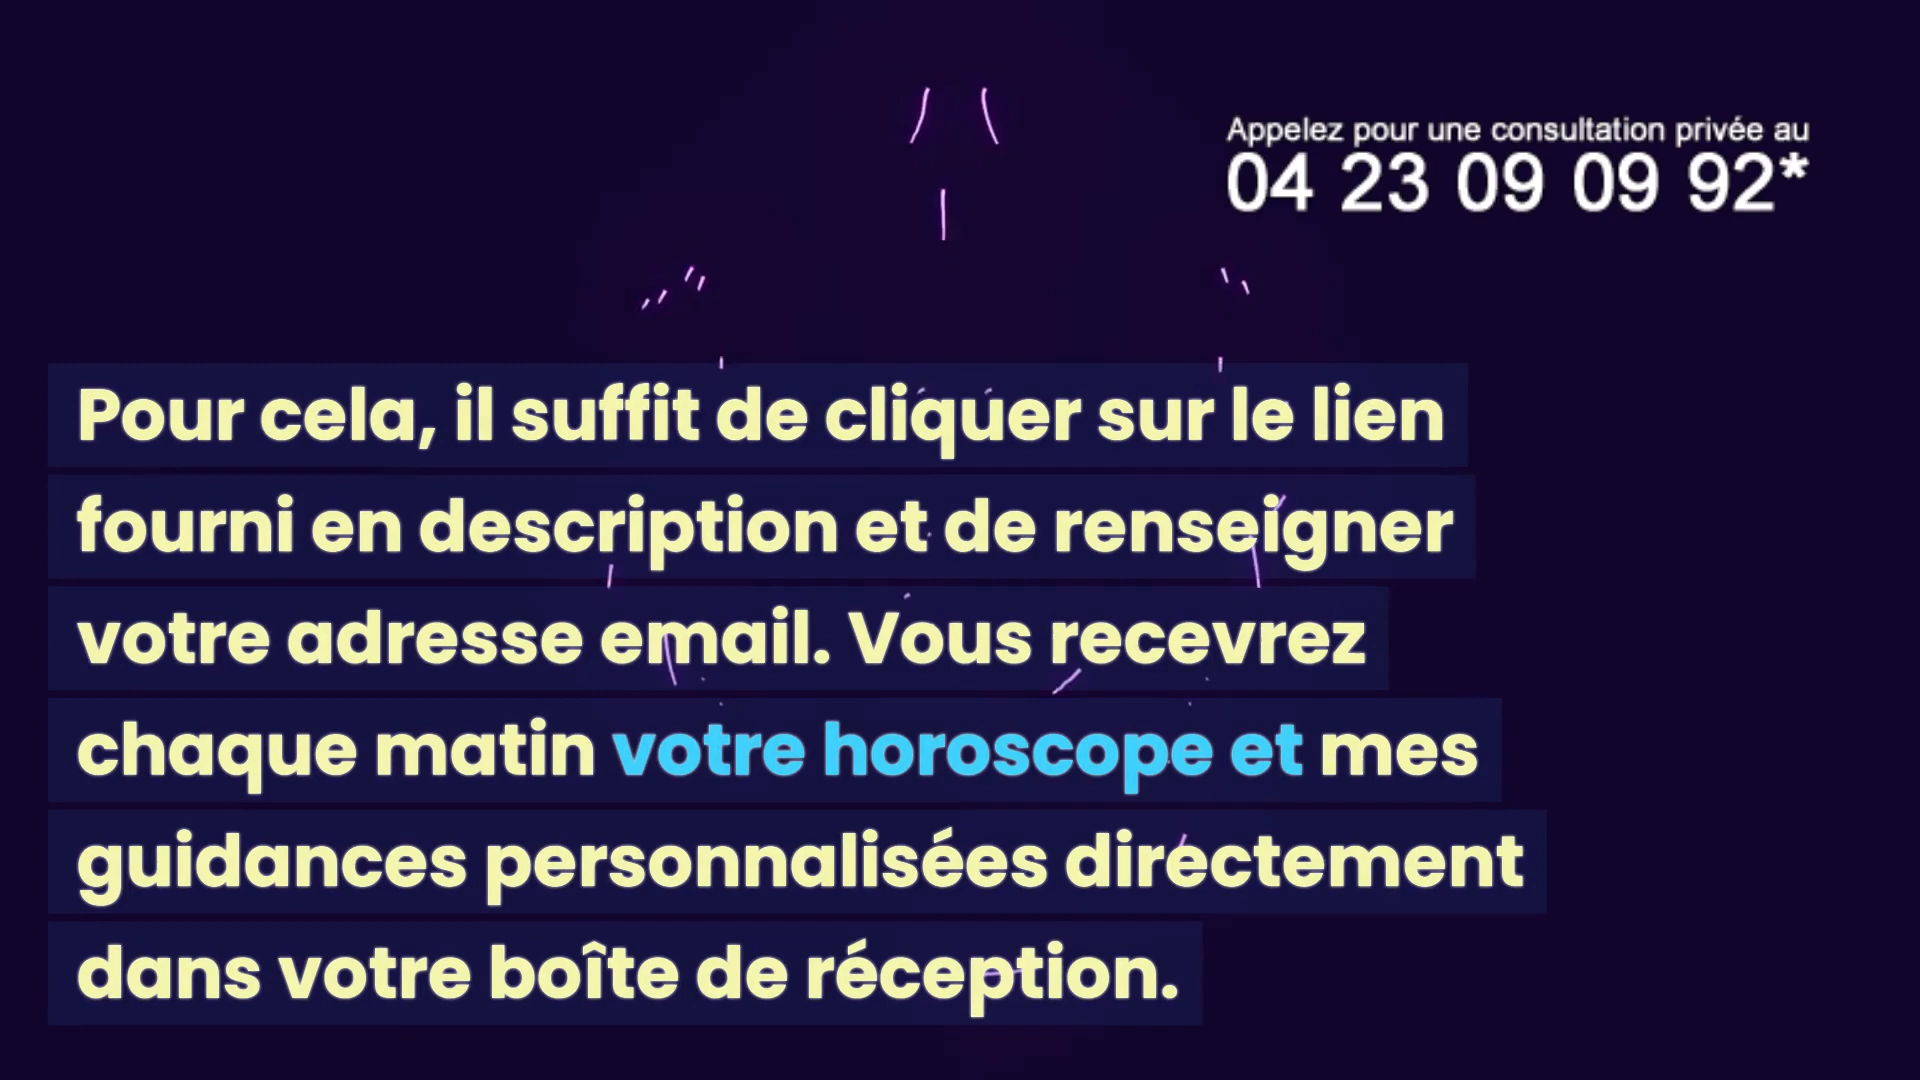 Appelez pour une consultation privée au
04 23 09 09 92*
Pour cela, il suffit de cliquer sur le lien
fourni en description et de renseigner
votre adresse email. Vous recevrez
chaque matin votre horoscope et mes
guidances personnalisées directement
dans votre boîte de réception.